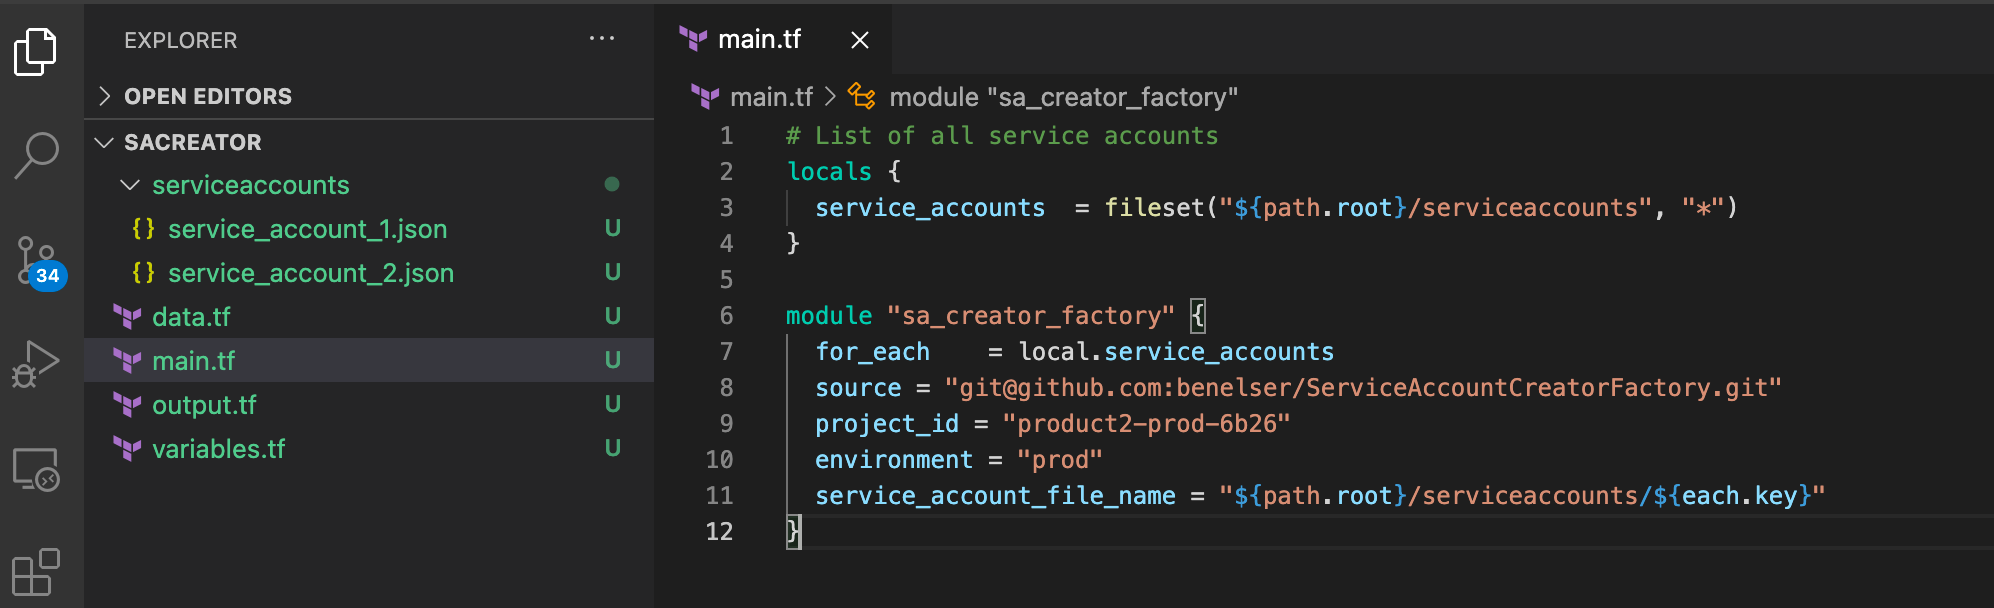 EXPLORER
OPEN EDITORS
SACREATOR
serviceaccounts
{} service_account_1.json U
{} service_account_2.json U
data.tf U
main.tf U
output.tf U
variables.tf U
34
main.tf
main.tf > module "sa_creator_factory"
1 # List of all service accounts
2 locals {
3   service_accounts  = fileset("${path.root}/serviceaccounts", "*")
4 }
5
6 module "sa_creator_factory" {
7   for_each    = local.service_accounts
8   source = "git@github.com:benelser/ServiceAccountCreatorFactory.git"
9   project_id = "product2-prod-6b26"
10   environment = "prod"
11   service_account_file_name = "${path.root}/serviceaccounts/${each.key}"
12 }